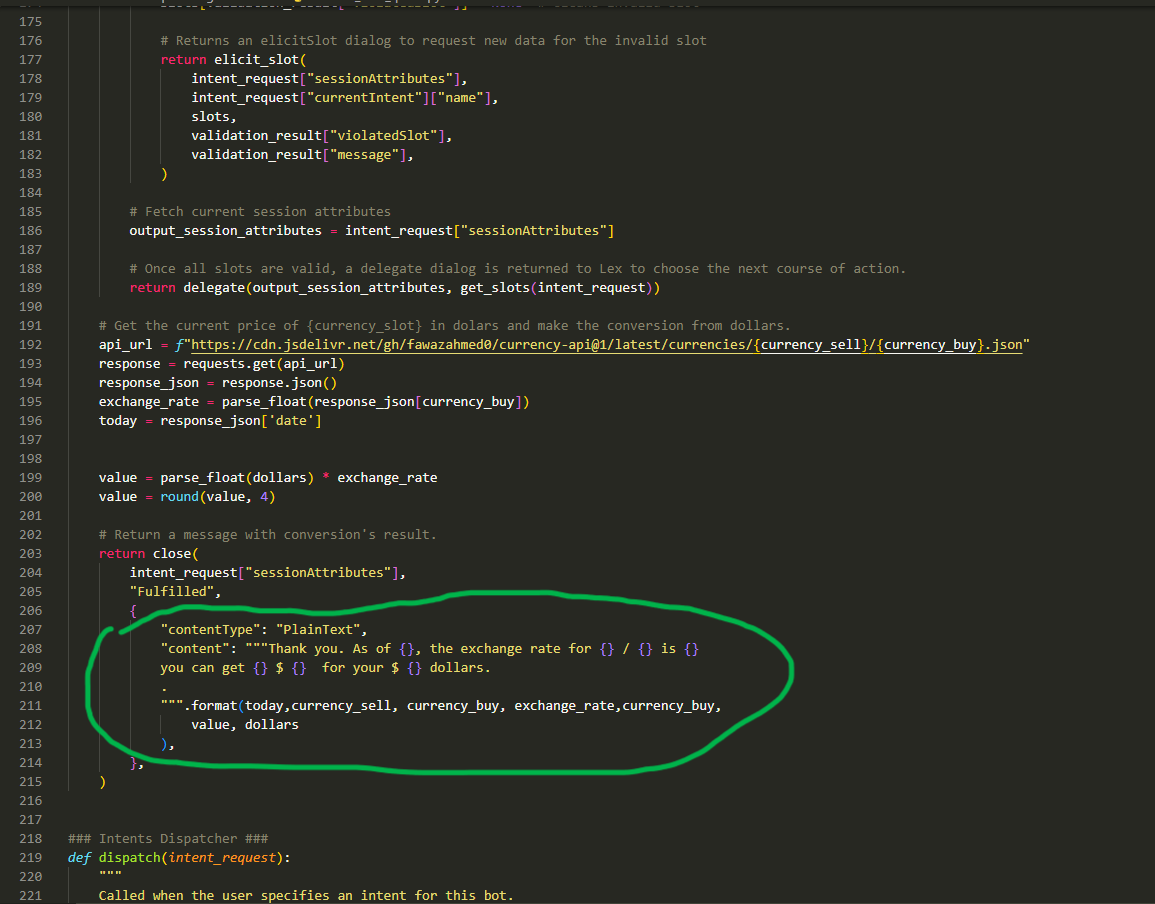 175
176 # Returns an elicitSlot dialog to request new data for the invalid slot
177 return elicit_slot(
178 intent_request["sessionAttributes"],
179 intent_request["currentIntent"]["name"],
180 slots,
181 validation_result["violatedSlot"],
182 validation_result["message"],
183 )
184
185 # Fetch current session attributes
186 output_session_attributes = intent_request["sessionAttributes"]
187
188 # Once all slots are valid, a delegate dialog is returned to Lex to choose the next course of action.
189 return delegate(output_session_attributes, get_slots(intent_request))
190
191 # Get the current price of {currency_slot} in dolars and make the conversion from dollars.
192 api_url = f"https://cdn.jsdelivr.net/gh/fawazahmed0/currency-api@1/latest/currencies/{currency_sell}/{currency_buy}.json"
193 response = requests.get(api_url)
194 response_json = response.json()
195 exchange_rate = parse_float(response_json[currency_buy])
196 today = response_json['date']
197
198
199 value = parse_float(dollars) * exchange_rate
200 value = round(value, 4)
201
202 # Return a message with conversion's result.
203 return close(
204 intent_request["sessionAttributes"],
205 "Fulfilled",
206 {
207 "contentType": "PlainText",
208 "content": """Thank you. As of {}, the exchange rate for {} / {} is {}
209 you can get {} $ {}  for your $ {} dollars.
210 .
211 """.format(today,currency_sell, currency_buy, exchange_rate,currency_buy,
212 value, dollars
213 ),
214 },
215 )
216
217
218 ### Intents Dispatcher ###
219 def dispatch(intent_request):
220 """
221 Called when the user specifies an intent for this bot.